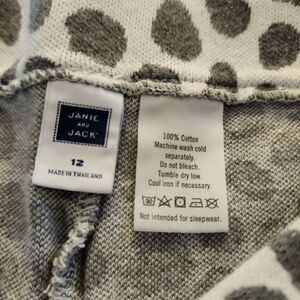 JANIE
AND
JACK
12
MADE IN THAILAND
100% Cotton
Machine wash cold
separately.
Do not bleach.
Tumble dry low.
Cool iron if necessary.
Not intended for sleepwear.